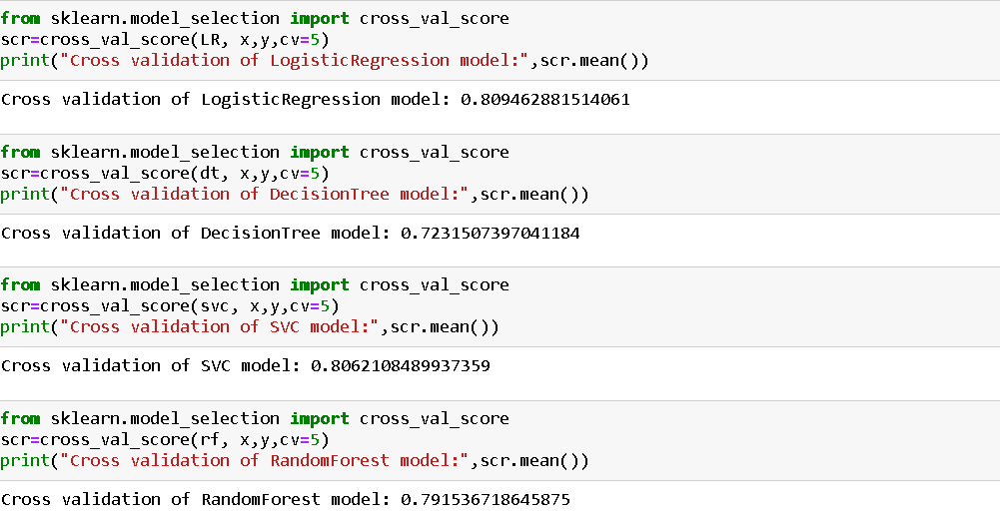 from sklearn.model_selection import cross_val_score
scr=cross_val_score(LR, x,y,cv=5)
print("Cross validation of LogisticRegression model:",scr.mean())
Cross validation of LogisticRegression model: 0.809462881514061
from sklearn.model_selection import cross_val_score
scr=cross_val_score(dt, x,y,cv=5)
print("Cross validation of DecisionTree model:",scr.mean())
Cross validation of DecisionTree model: 0.7231507397041184
from sklearn.model_selection import cross_val_score
scr=cross_val_score(svc, x,y,cv=5)
print("Cross validation of SVC model:",scr.mean())
Cross validation of SVC model: 0.8062108489937359
from sklearn.model_selection import cross_val_score
scr=cross_val_score(rf, x,y,cv=5)
print("Cross validation of RandomForest model:",scr.mean())
Cross validation of RandomForest model: 0.791536718645875